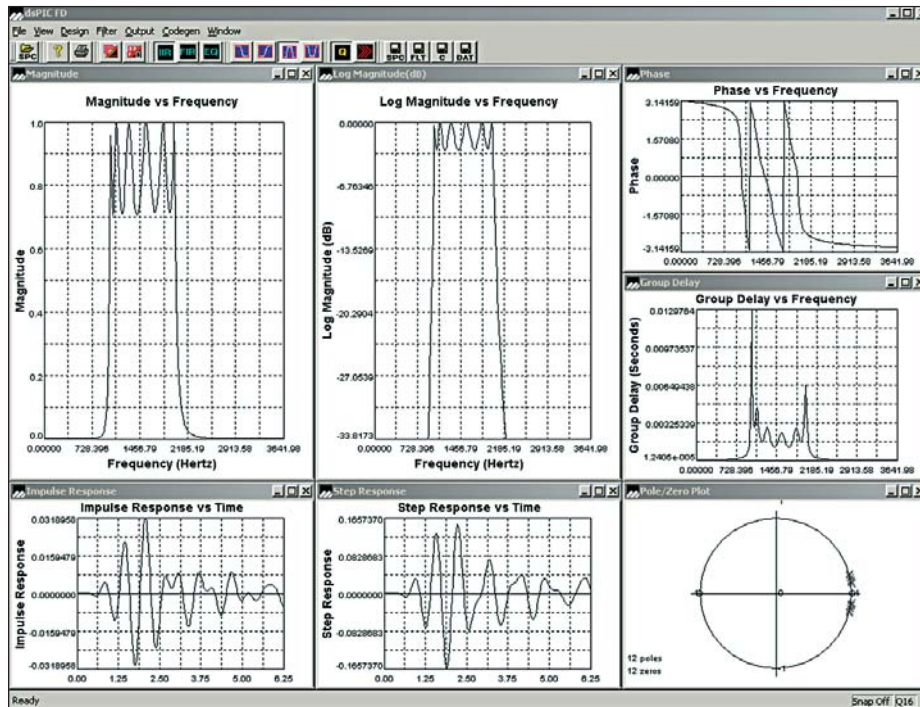 dsPIC FD
File View Design Filter Output Codegen Window
SPC ? IIR FIR EQ Q SPC FLT C DAT
Magnitude
Magnitude vs Frequency
Magnitude
1.0
0.8
0.6
0.4
0.2
0.0
0.00000 728.396 1456.79 2185.19 2913.58 3641.98
Frequency (Hertz)
Log Magnitude(dB)
Log Magnitude vs Frequency
Log Magnitude (dB)
0.00000
-6.76346
-13.5269
-20.2904
-27.0539
-33.8173
0.00000 728.396 1456.79 2185.19 2913.58 3641.98
Frequency (Hertz)
Phase
Phase vs Frequency
Phase
3.14159
1.57080
0.00000
-1.57080
-3.14159
0.00000 728.396 1456.79 2185.19 2913.58 3641.98
Group Delay
Group Delay vs Frequency
Group Delay (Seconds)
0.0129764
0.00973537
0.00649438
0.00325339
1.2406e-005
0.00000 728.396 1456.79 2185.19 2913.58 3641.98
Impulse Response
Impulse Response vs Time
Impulse Response
0.0318958
0.0159479
0.0000000
-0.0159479
-0.0318958
0.00 1.25 2.50 3.75 5.00 6.25
Step Response
Step Response vs Time
Step Response
0.1657370
0.0828683
0.0000000
-0.0828683
-0.1657370
0.00 1.25 2.50 3.75 5.00 6.25
Pole/Zero Plot
0
-1
12 poles
12 zeros
Ready
Snap Off Q16